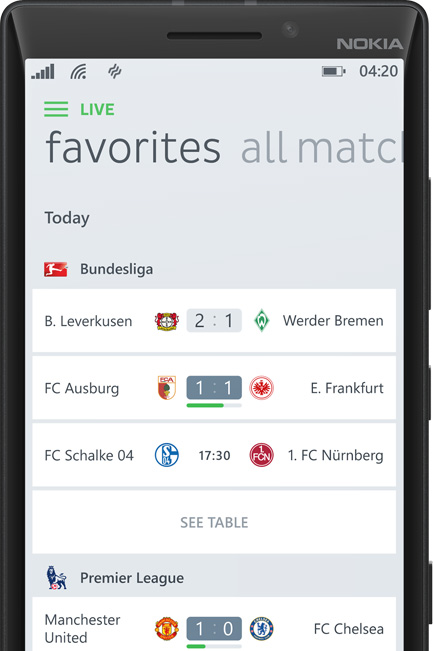 NOKIA
04:20
LIVE
favorites all match
Today
Bundesliga
B. Leverkusen 2 : 1 Werder Bremen
FC Ausburg 1 : 1 E. Frankfurt
FC Schalke 04 17:30 1. FC Nürnberg
SEE TABLE
Premier League
Manchester
United 1 : 0 FC Chelsea